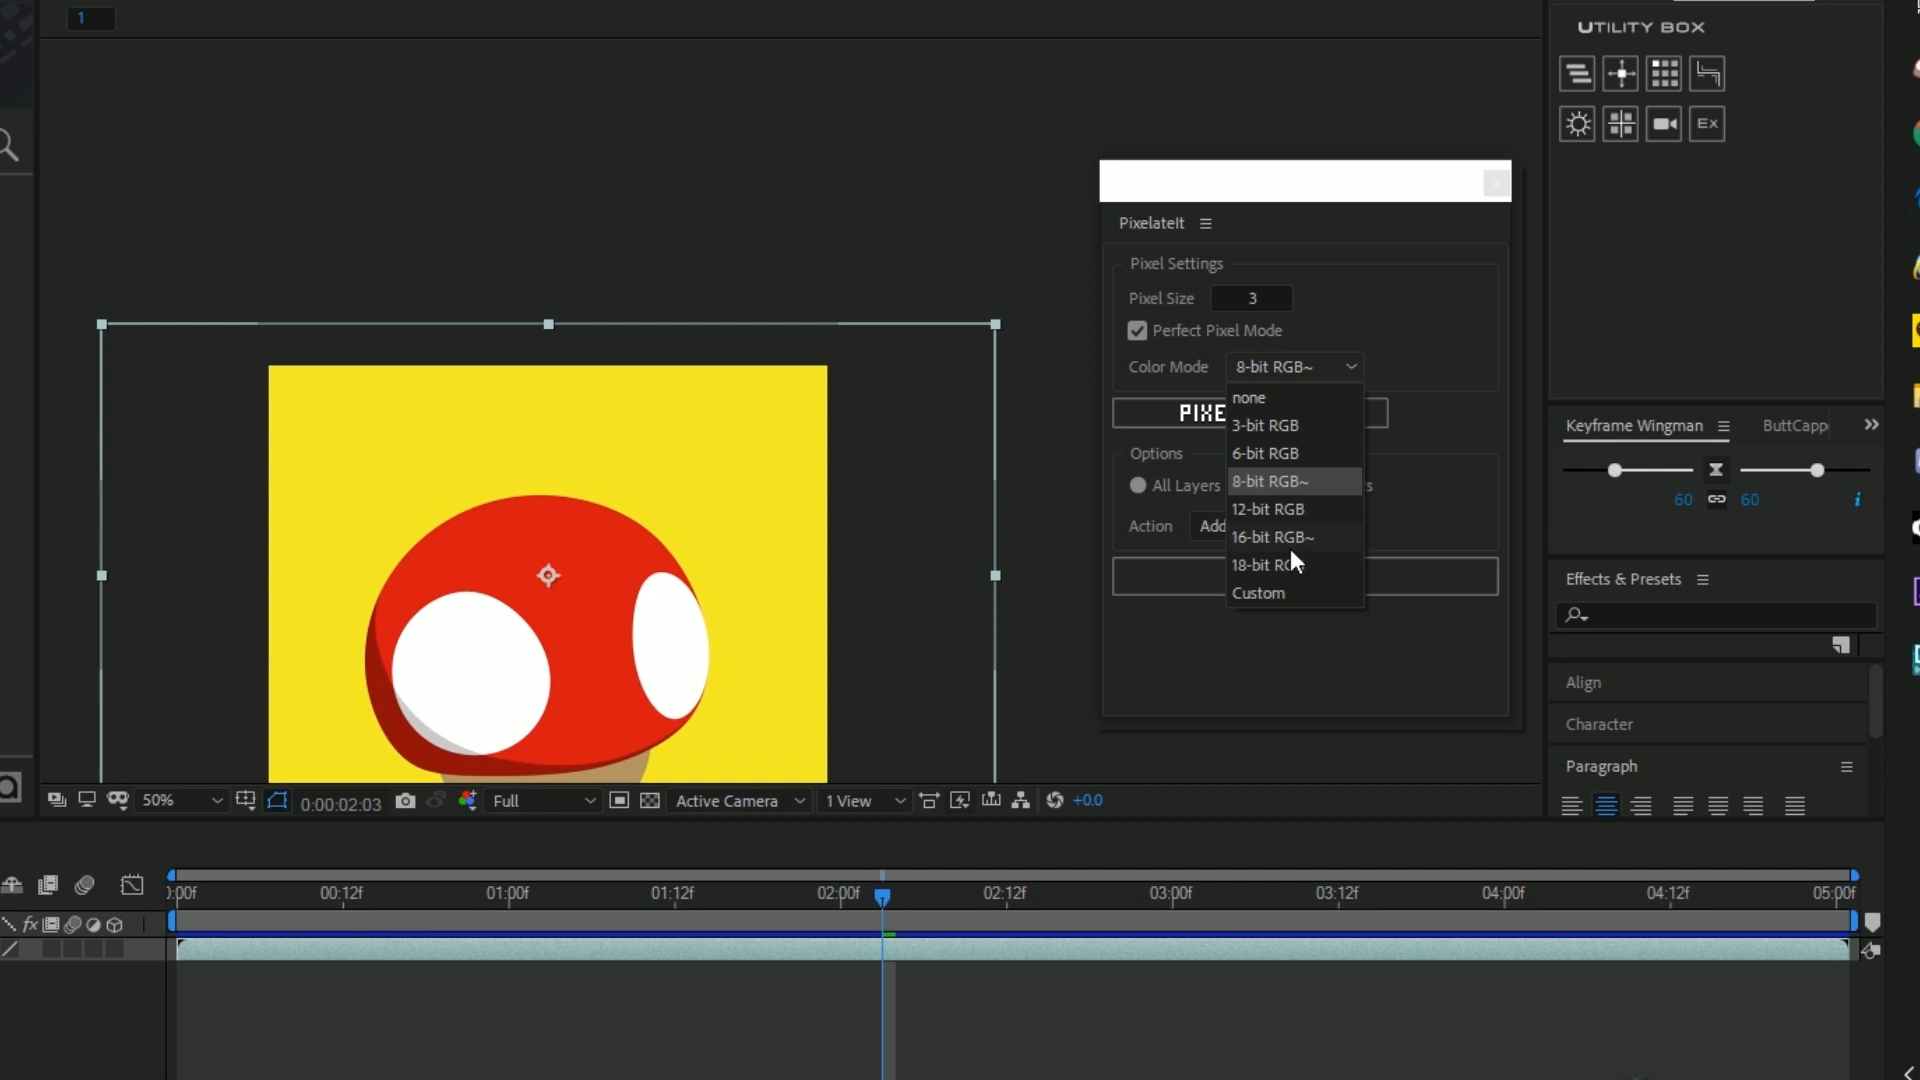 1
UTILITY BOX
EX
PixelateIt
Pixel Settings
Pixel Size 3
Perfect Pixel Mode
Color Mode 8-bit RGB~
none
3-bit RGB
6-bit RGB
8-bit RGB~
12-bit RGB
16-bit RGB~
Custom
Options
All Layers
Action
Keyframe Wingman
60 60
Effects & Presets
Align
Character
Paragraph
50%
0:00:02:03
Full
Active Camera
1 View
+0.0
00:12f 01:00f 01:12f 02:00f 02:12f 03:00f 03:12f 04:00f 04:12f 05:00f
fx